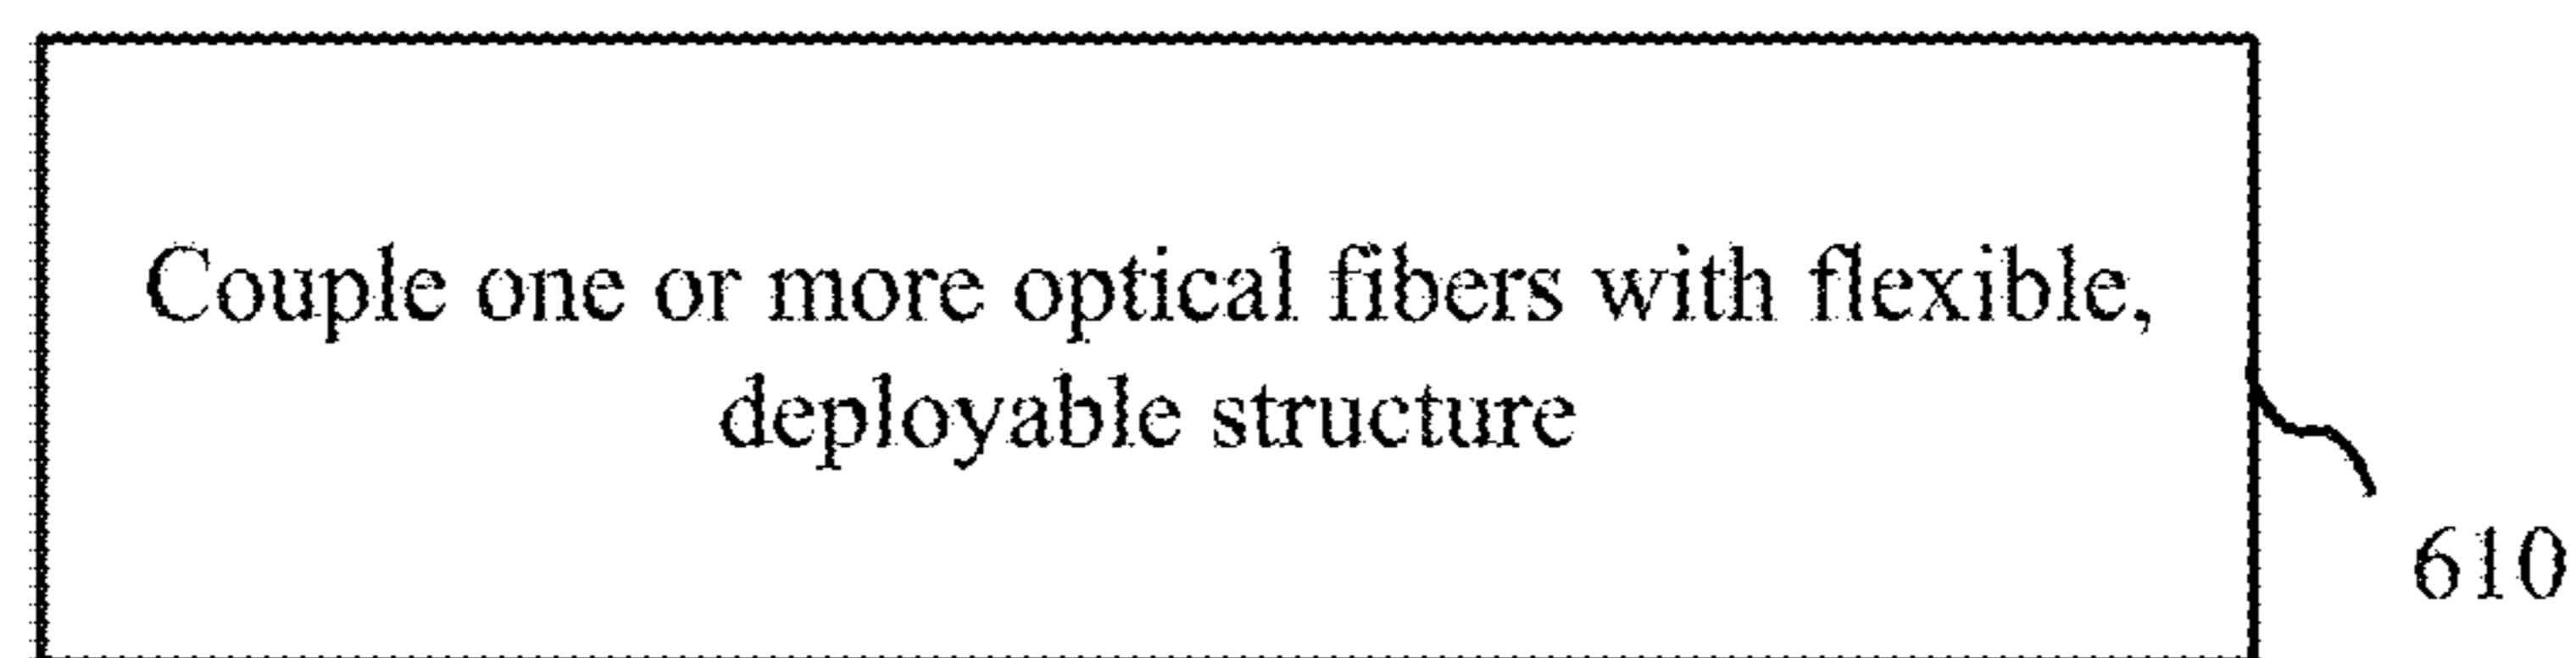 Couple one or more optical fibers with flexible,
deployable structure
610